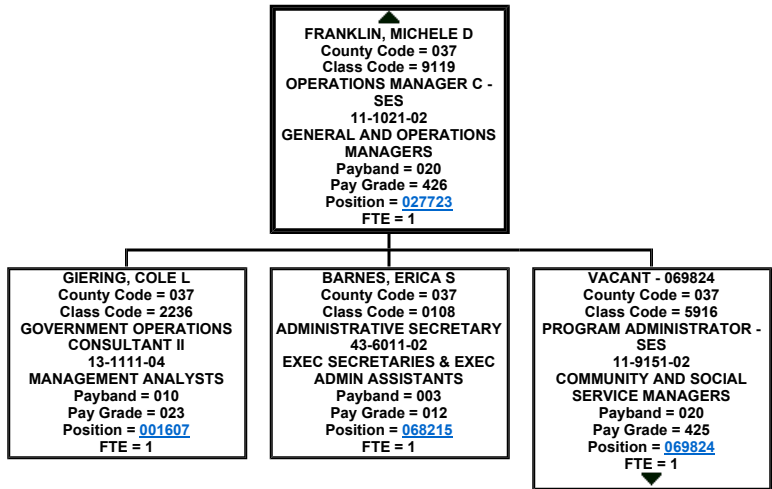 FRANKLIN, MICHELE D
County Code = 037
Class Code = 9119
OPERATIONS MANAGER C -
SES
11-1021-02
GENERAL AND OPERATIONS
MANAGERS
Payband = 020
Pay Grade = 426
Position = 027723
FTE = 1
GIERING, COLE L
County Code = 037
Class Code = 2236
GOVERNMENT OPERATIONS
CONSULTANT II
13-1111-04
MANAGEMENT ANALYSTS
Payband = 010
Pay Grade = 023
Position = 001607
FTE = 1
BARNES, ERICA S
County Code = 037
Class Code = 0108
ADMINISTRATIVE SECRETARY
43-6011-02
EXEC SECRETARIES & EXEC
ADMIN ASSISTANTS
Payband = 003
Pay Grade = 012
Position = 068215
FTE = 1
VACANT - 069824
County Code = 037
Class Code = 5916
PROGRAM ADMINISTRATOR -
SES
11-9151-02
COMMUNITY AND SOCIAL
SERVICE MANAGERS
Payband = 020
Pay Grade = 425
Position = 069824
FTE = 1